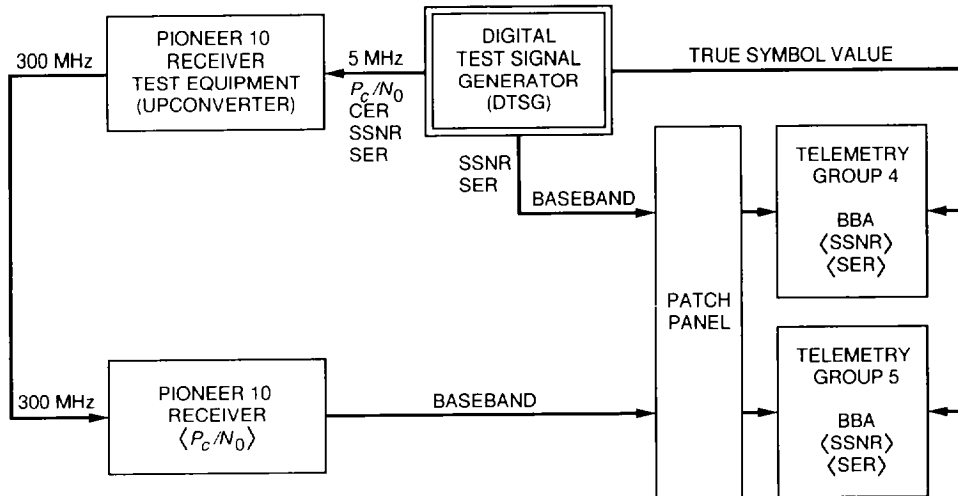 300 MHz
PIONEER 10
RECEIVER
TEST EQUIPMENT
(UPCONVERTER)
5 MHz
P_c/N_0
CER
SSNR
SER
DIGITAL
TEST SIGNAL
GENERATOR
(DTSG)
TRUE SYMBOL VALUE
SSNR
SER
BASEBAND
PATCH
PANEL
TELEMETRY
GROUP 4
BBA
⟨SSNR⟩
⟨SER⟩
300 MHz
PIONEER 10
RECEIVER
⟨P_c/N_0⟩
BASEBAND
TELEMETRY
GROUP 5
BBA
⟨SSNR⟩
⟨SER⟩